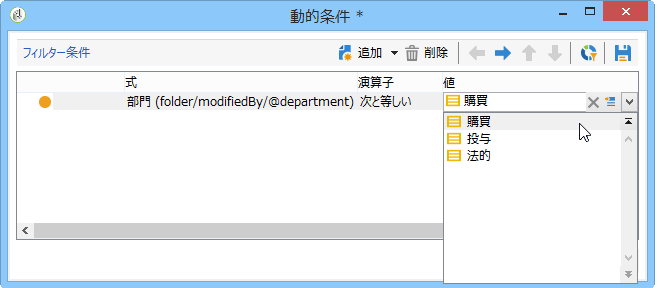 動的条件 *
フィルター条件
追加
削除
式
演算子
値
部門 (folder/modifiedBy/@department)
次と等しい
購買
購買
投与
法的